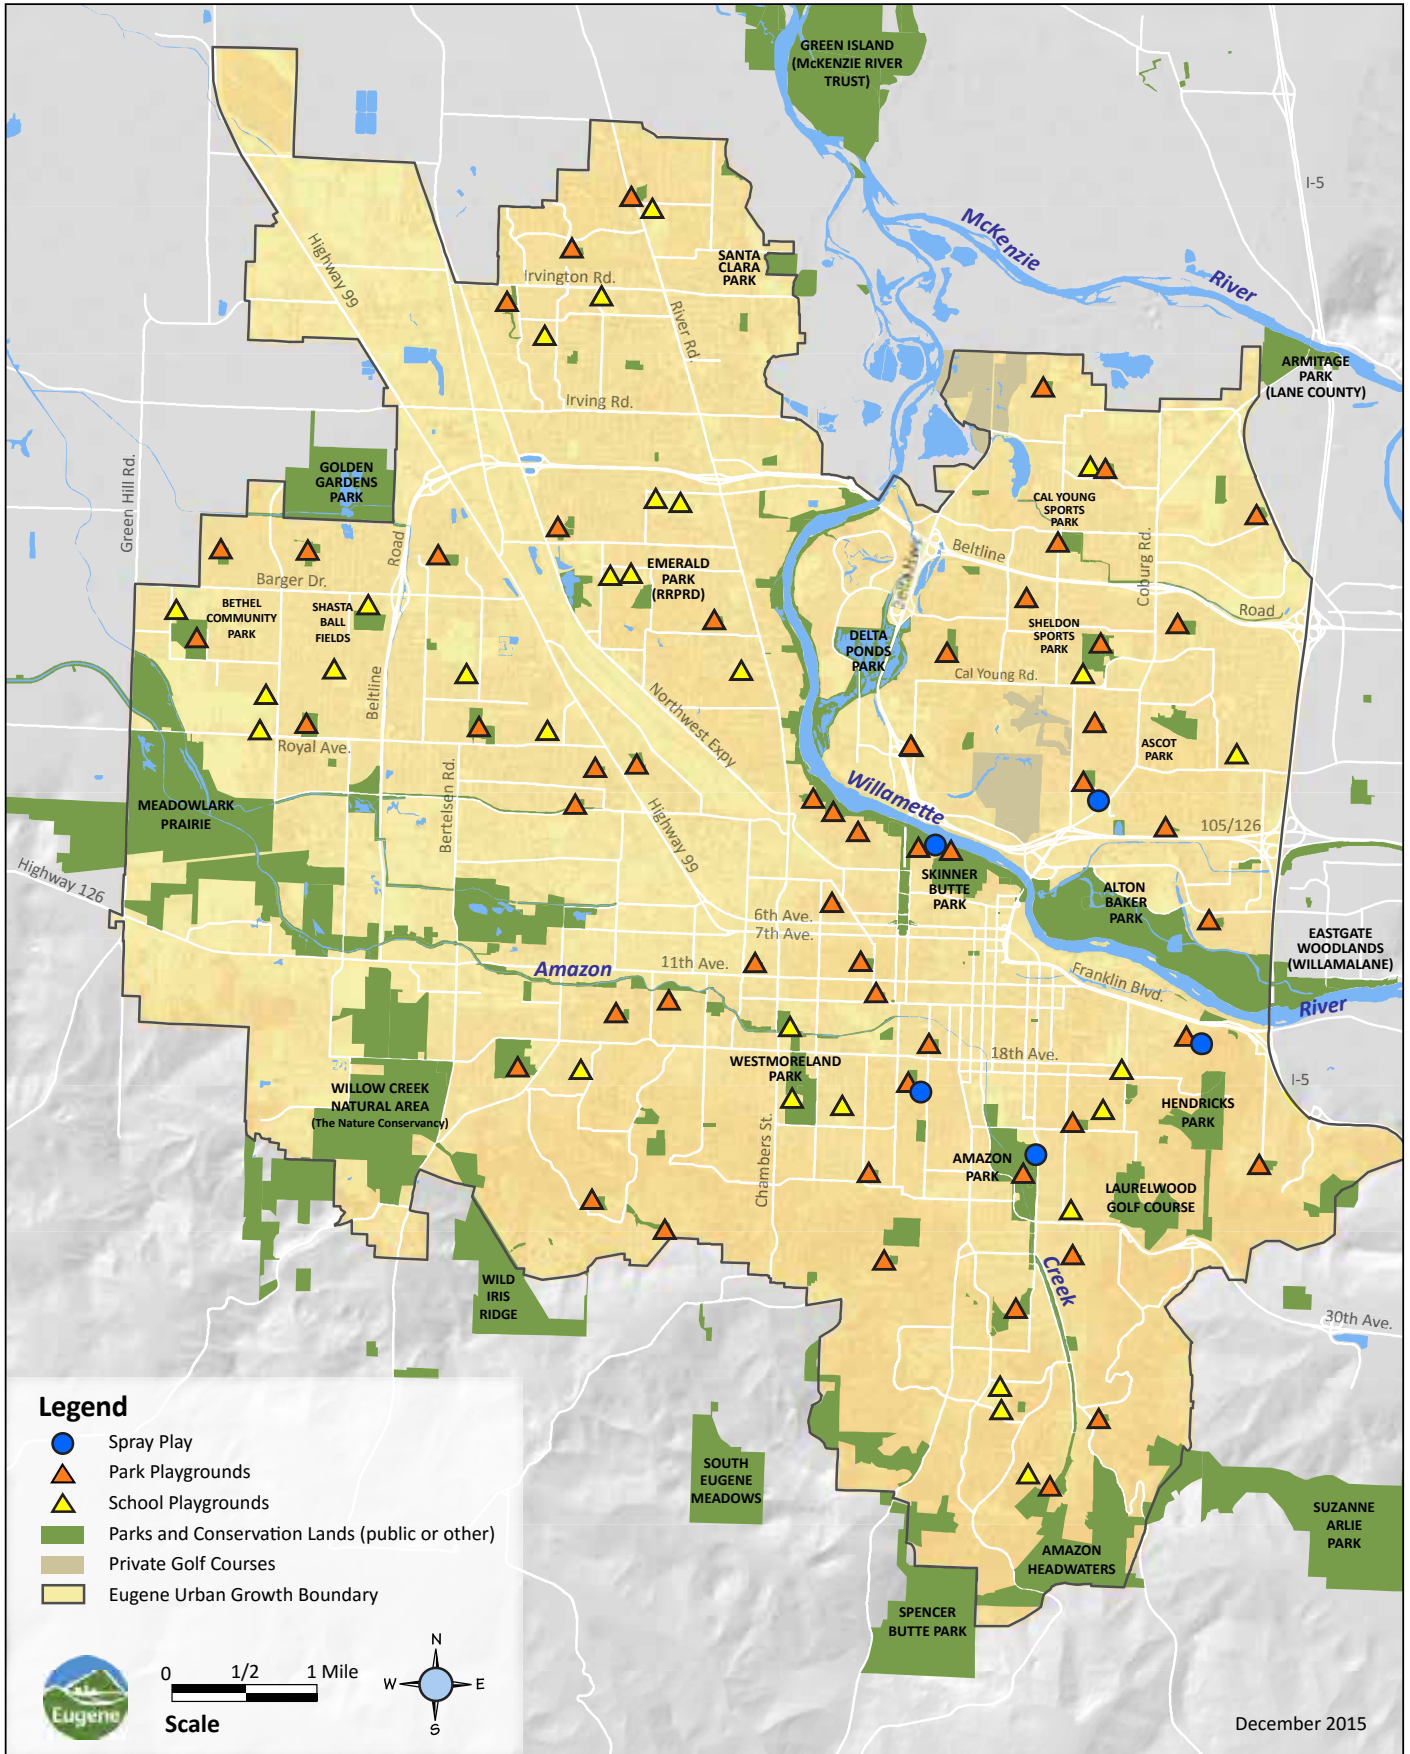 GREEN ISLAND
(McKENZIE RIVER
TRUST)
I-5
McKenzie
River
Highway 99
SANTA
CLARA
PARK
Irvington Rd.
River Rd.
ARMITAGE
PARK
(LANE COUNTY)
Irving Rd.
GOLDEN
GARDENS
PARK
Green Hill Rd.
CAL YOUNG
SPORTS
PARK
Road
Beltline
Coburg Rd.
Barger Dr.
EMERALD
PARK
(RRPRD)
BETHEL
COMMUNITY
PARK
SHASTA
BALL
FIELDS
Road
SHELDON
SPORTS
PARK
DELTA
PONDS
PARK
Cal Young Rd.
Beltline
Northwest Expy
Royal Ave.
ASCOT
PARK
Bertelsen Rd.
MEADOWLARK
PRAIRIE
Willamette
Highway 99
105/126
Highway 126
SKINNER
BUTTE
PARK
ALTON
BAKER
PARK
6th Ave.
7th Ave.
EASTGATE
WOODLANDS
(WILLAMALANE)
Amazon
11th Ave.
Franklin Blvd.
River
18th Ave.
WESTMORELAND
PARK
I-5
WILLOW CREEK
NATURAL AREA
(The Nature Conservancy)
HENDRICKS
PARK
Chambers St.
AMAZON
PARK
LAURELWOOD
GOLF COURSE
WILD
IRIS
RIDGE
Creek
30th Ave.
SOUTH
EUGENE
MEADOWS
SUZANNE
ARLIE
PARK
AMAZON
HEADWATERS
SPENCER
BUTTE PARK
Legend
Spray Play
Park Playgrounds
School Playgrounds
Parks and Conservation Lands (public or other)
Private Golf Courses
Eugene Urban Growth Boundary
Eugene
0 1/2 1 Mile
Scale
N
W E
S
December 2015